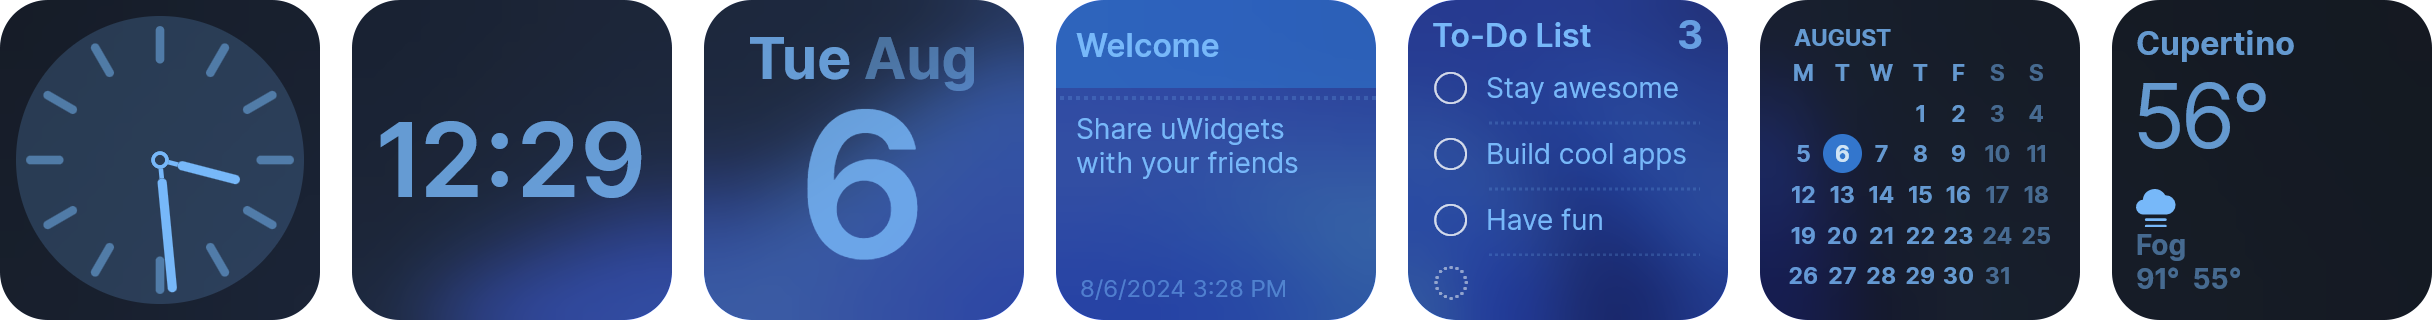 12:29
Tue Aug
6
Welcome
Share uWidgets
with your friends
8/6/2024 3:28 PM
To-Do List 3
Stay awesome
Build cool apps
Have fun
AUGUST
M T W T F S S
1 2 3 4
5 6 7 8 9 10 11
12 13 14 15 16 17 18
19 20 21 22 23 24 25
26 27 28 29 30 31
Cupertino
56°
Fog
91° 55°